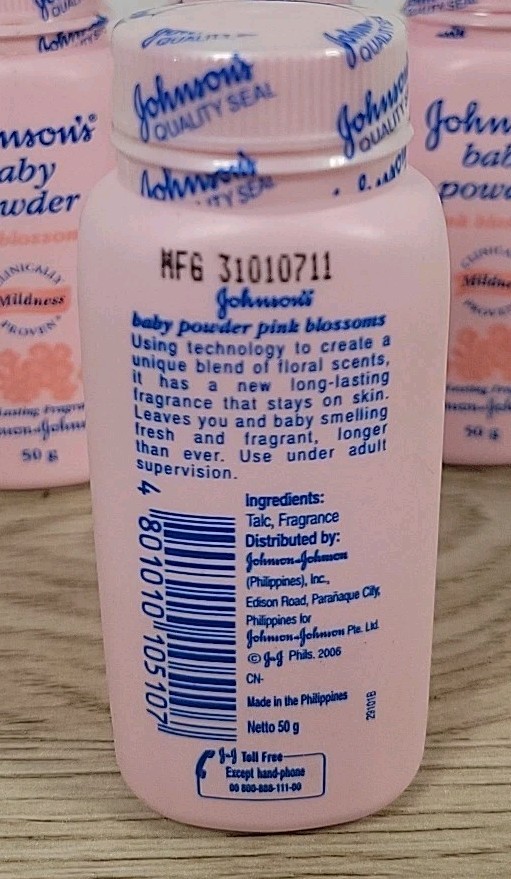 Johnson's
QUALITY SEAL
Johnson's
QUALITY SEAL
MFG 31010711
Johnson's
baby powder pink blossoms
Using technology to create a
unique blend of floral scents,
it has a new long-lasting
fragrance that stays on skin.
Leaves you and baby smelling
fresh and fragrant, longer
than ever. Use under adult
supervision.
Ingredients:
Talc, Fragrance
Distributed by:
Johnson & Johnson
(Philippines), Inc.,
Edison Road, Parañaque City,
Philippines for
Johnson & Johnson Pte. Ltd.
© J&J Phils. 2006
CN-
Made in the Philippines
Netto 50 g
29101B
4 801010 105107
J&J Toll Free
Except hand-phone
00 800-888-111-00
Mildness
PROVEN
50 g
50 g